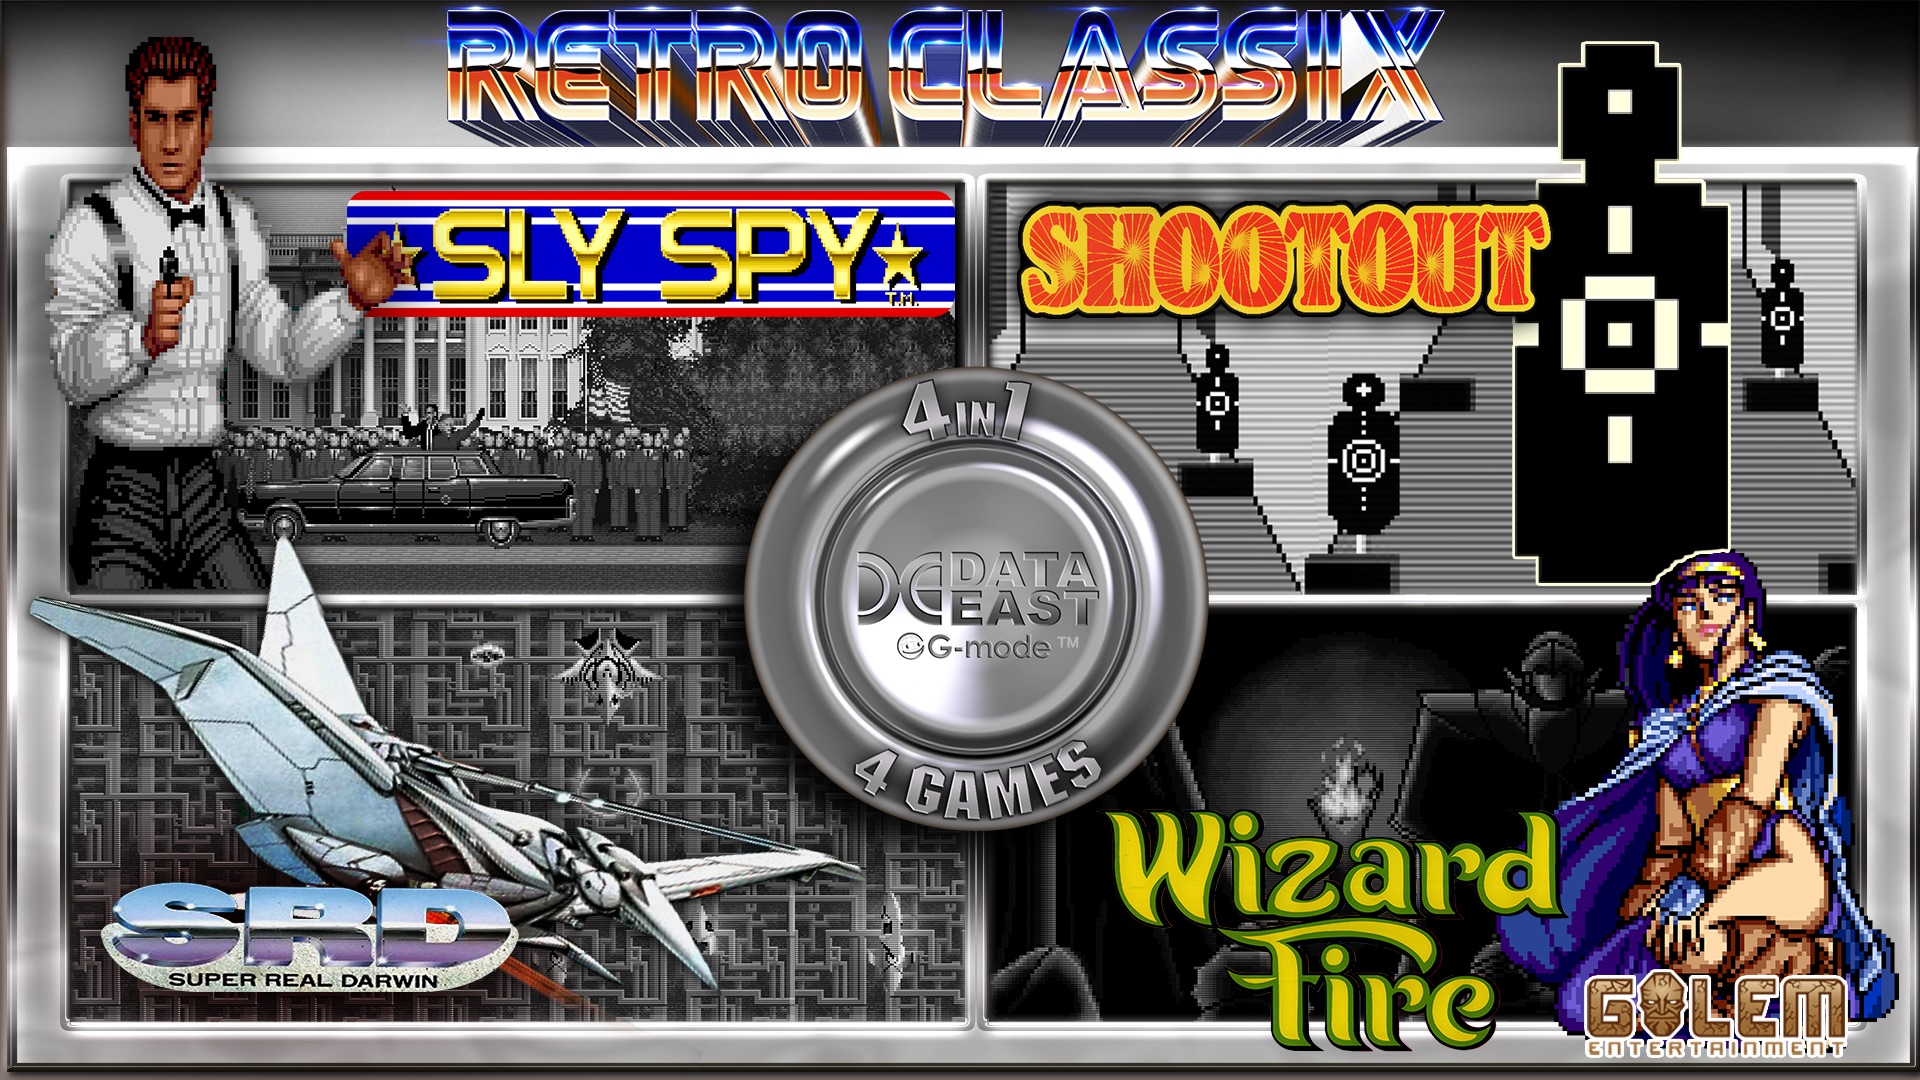 RETRO CLASSIX
SLY SPY
T.M.
SHOOTOUT
4 IN 1
DATA
EAST
G-mode™
4 GAMES
SRD
SUPER REAL DARWIN
Wizard
Fire
GOLEM
ENTERTAINMENT